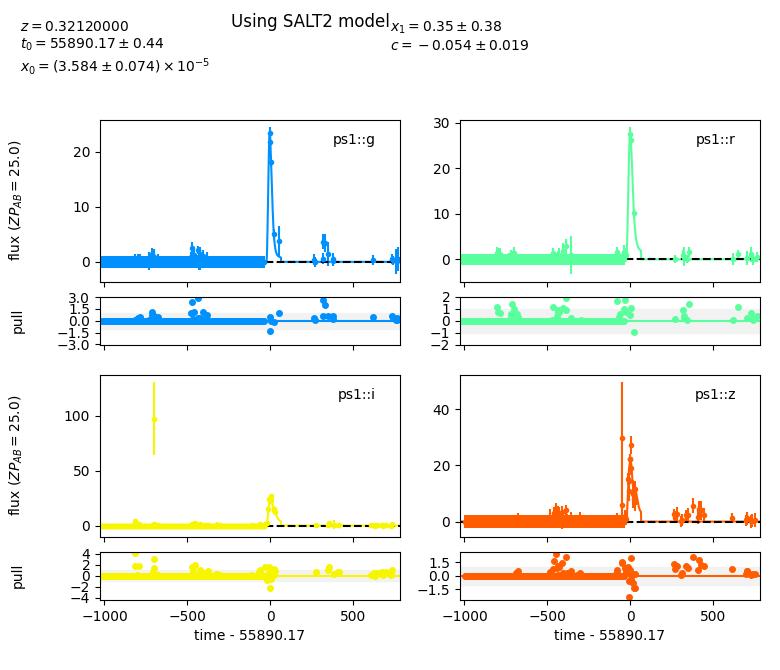 Using SALT2 model
z = 0.32120000
t₀ = 55890.17 ± 0.44
x₀ = (3.584 ± 0.074) × 10⁻⁵
x₁ = 0.35 ± 0.38
c = −0.054 ± 0.019
flux (ZP_AB = 25.0)
20
10
0
ps1::g
30
20
10
0
ps1::r
pull
3.0
1.5
0.0
−1.5
−3.0
2
1
0
−1
−2
flux (ZP_AB = 25.0)
100
50
0
ps1::i
40
20
0
ps1::z
pull
4
2
0
−2
−4
1.5
0.0
−1.5
−1000 −500 0 500
−1000 −500 0 500
time - 55890.17
time - 55890.17